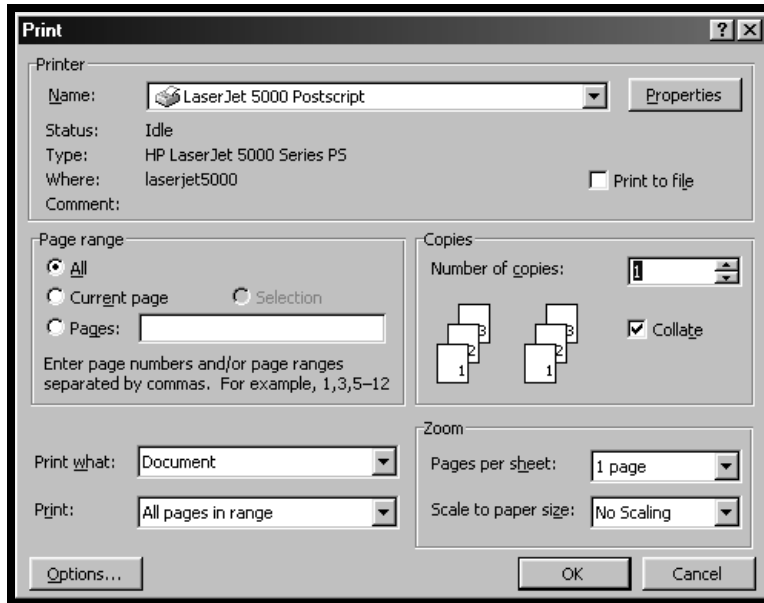 Print
Printer
Name: LaserJet 5000 Postscript Properties
Status: Idle
Type: HP LaserJet 5000 Series PS
Where: laserjet5000 Print to file
Comment:
Page range
All
Current page Selection
Pages:
Enter page numbers and/or page ranges
separated by commas. For example, 1,3,5–12
Copies
Number of copies: 1
3 3
2 2
1 1
Collate
Print what: Document
Print: All pages in range
Zoom
Pages per sheet: 1 page
Scale to paper size: No Scaling
Options... OK Cancel